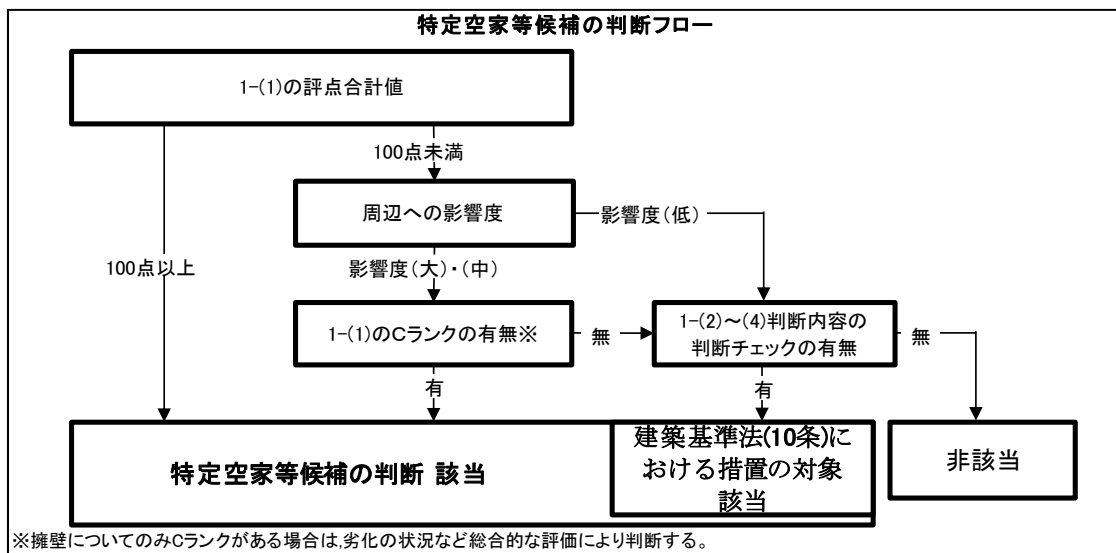 特定空家等候補の判断フロー
1-(1)の評点合計値
100点未満
周辺への影響度
影響度(低)
100点以上
影響度(大)・(中)
1-(1)のCランクの有無※
無
1-(2)~(4)判断内容の
判断チェックの有無
無
有
有
特定空家等候補の判断 該当
建築基準法(10条)に
おける措置の対象
該当
非該当
※擁壁についてのみCランクがある場合は,劣化の状況など総合的な評価により判断する。